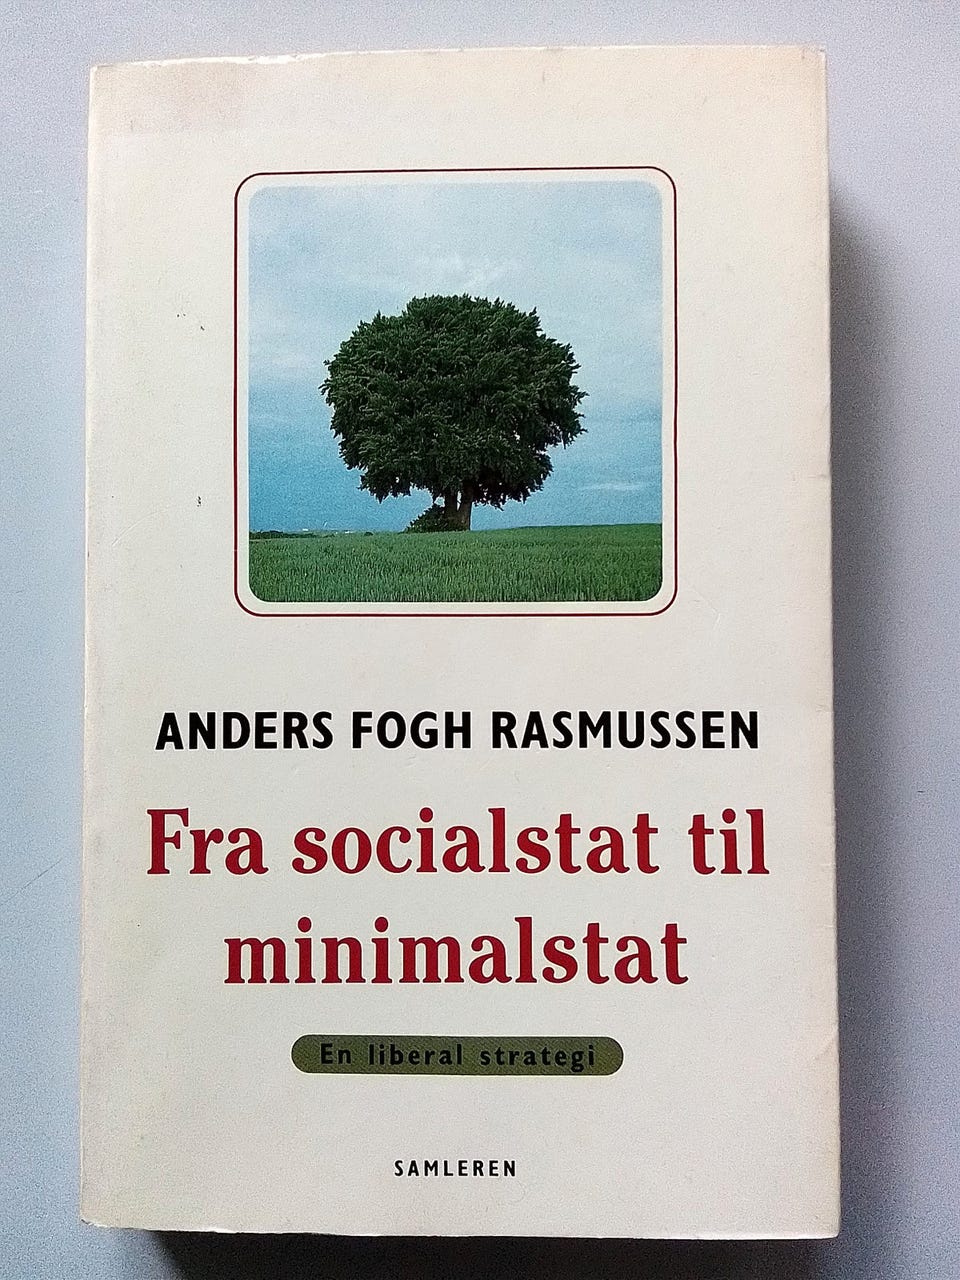 ANDERS FOGH RASMUSSEN
Fra socialstat til
minimalstat
En liberal strategi
SAMLEREN